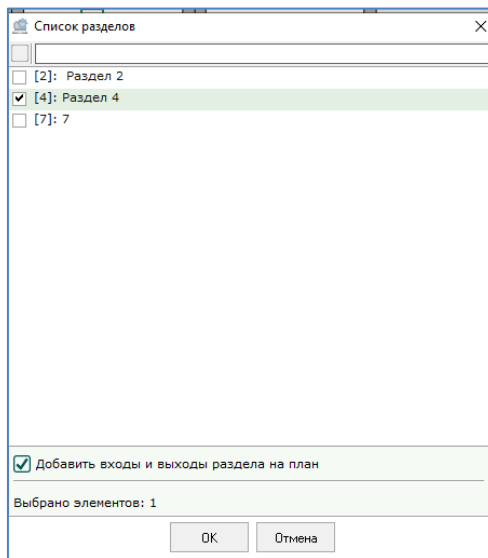 Список разделов
[2]: Раздел 2
[4]: Раздел 4
[7]: 7
Добавить входы и выходы раздела на план
Выбрано элементов: 1
OK
Отмена